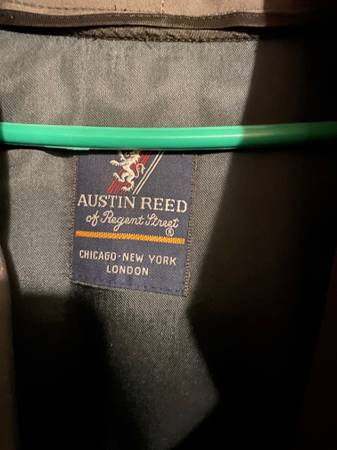 AUSTIN REED
of Regent Street
®
CHICAGO-NEW YORK
LONDON